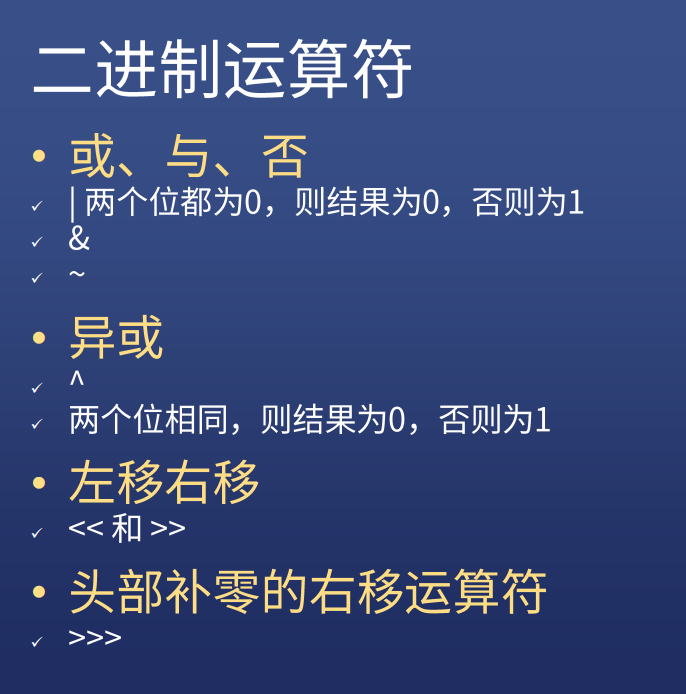 二进制运算符
• 或、与、否
✓ | 两个位都为0，则结果为0，否则为1
✓ &
✓ ~
• 异或
✓ ^
✓ 两个位相同，则结果为0，否则为1
• 左移右移
✓ << 和 >>
• 头部补零的右移运算符
✓ >>>